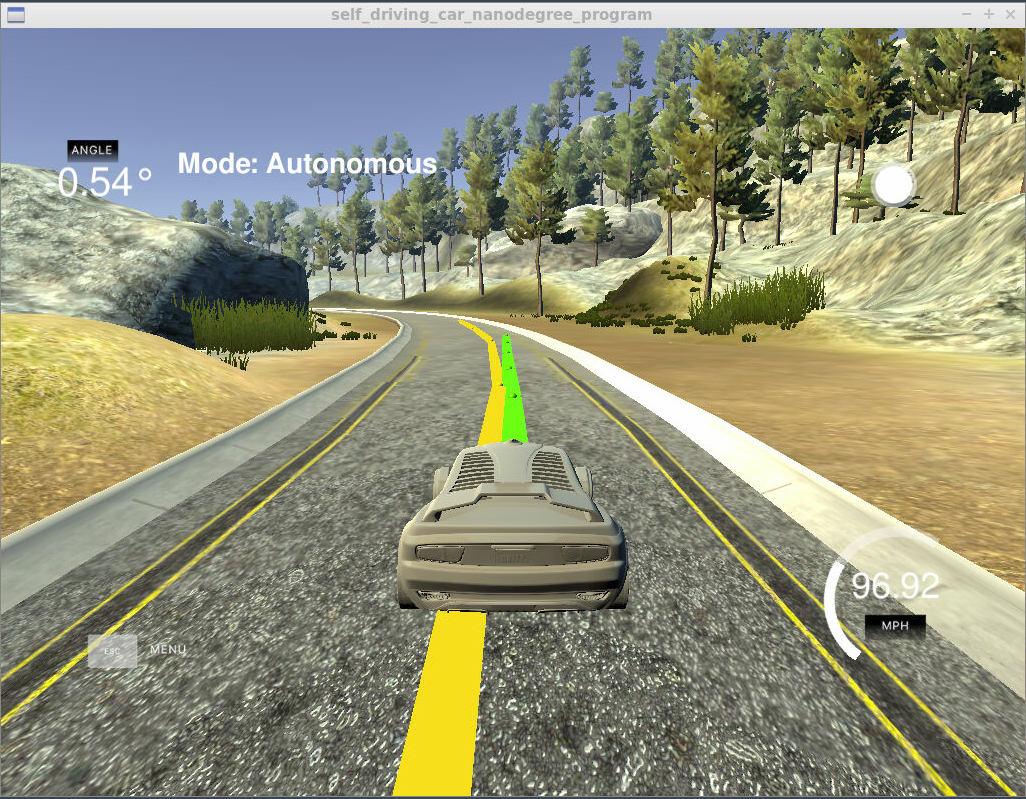 self_driving_car_nanodegree_program
ANGLE
0.54°
Mode: Autonomous
96.92
MPH
ESC
MENU